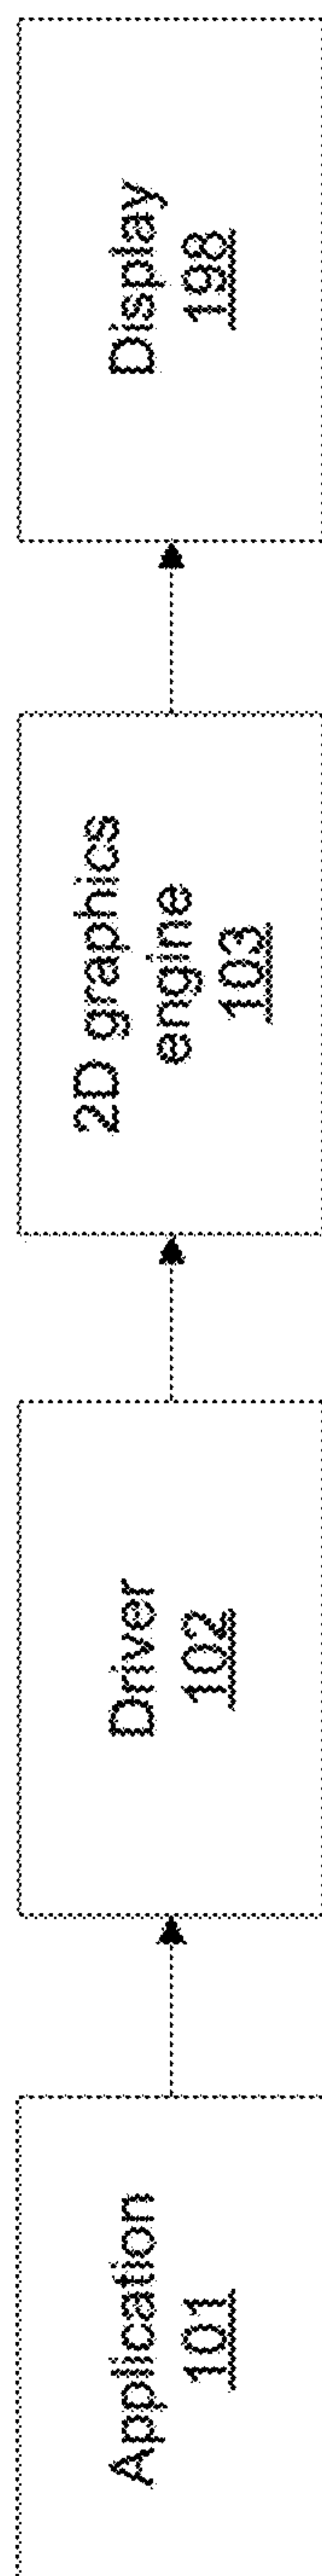 Application
101
Driver
102
2D graphics
engine
103
Display
198